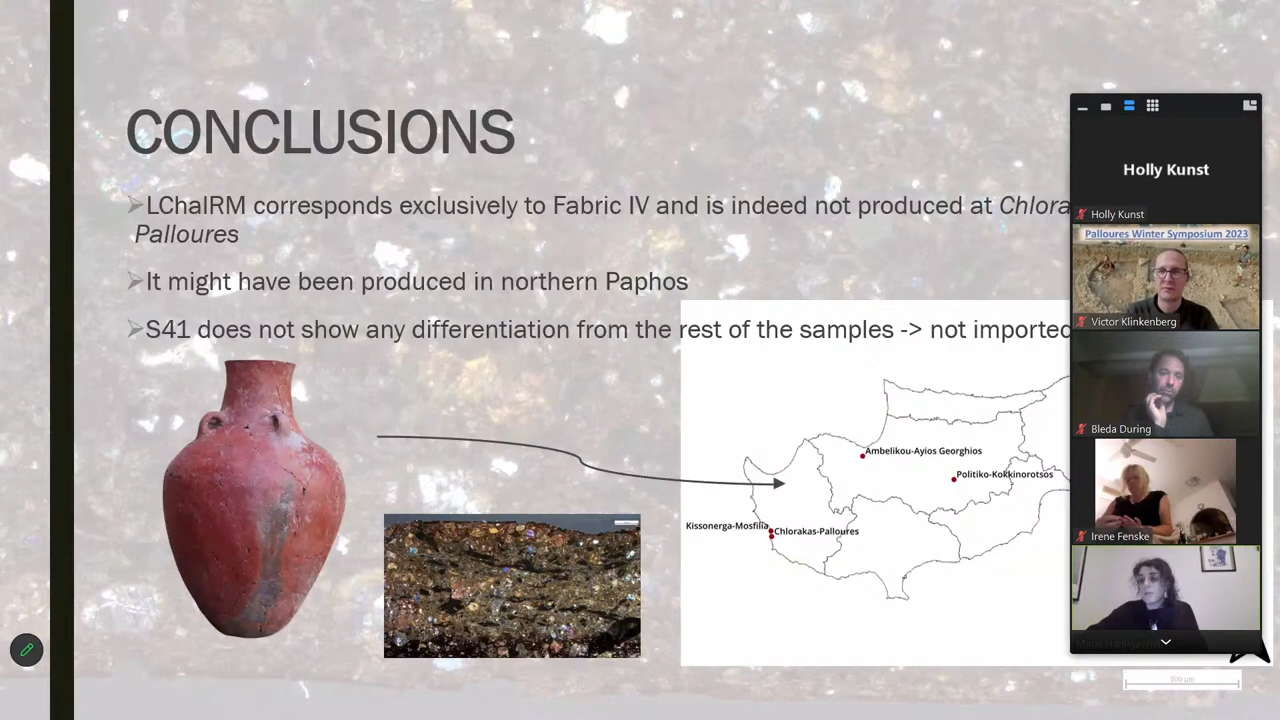 CONCLUSIONS
LChalRM corresponds exclusively to Fabric IV and is indeed not produced at Chlora
Palloures
It might have been produced in northern Paphos
S41 does not show any differentiation from the rest of the samples -> not imported
Ambelikou-Ayios Georghios
Politiko-Kokkinorotsos
Kissonerga-Mosfilia
Chlorakas-Palloures
Holly Kunst
Holly Kunst
Palloures Winter Symposium 2023
Victor Klinkenberg
Bleda During
Irene Fenske
500 µm